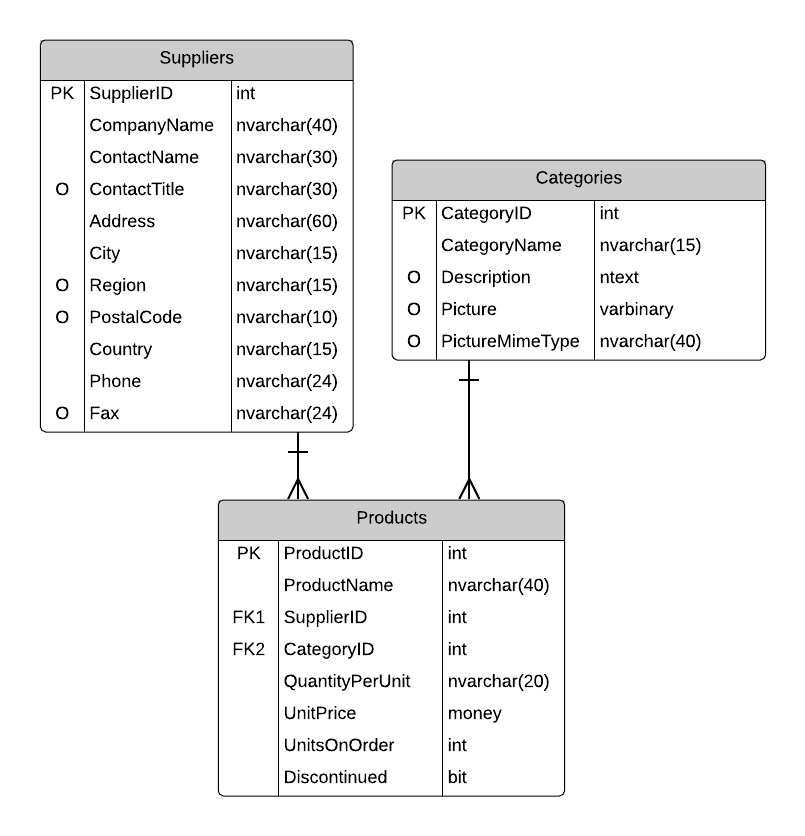 Suppliers
PK SupplierID int
CompanyName nvarchar(40)
ContactName nvarchar(30)
O ContactTitle nvarchar(30)
Address nvarchar(60)
City nvarchar(15)
O Region nvarchar(15)
O PostalCode nvarchar(10)
Country nvarchar(15)
Phone nvarchar(24)
O Fax nvarchar(24)
Categories
PK CategoryID int
CategoryName nvarchar(15)
O Description ntext
O Picture varbinary
O PictureMimeType nvarchar(40)
Products
PK ProductID int
ProductName nvarchar(40)
FK1 SupplierID int
FK2 CategoryID int
QuantityPerUnit nvarchar(20)
UnitPrice money
UnitsOnOrder int
Discontinued bit